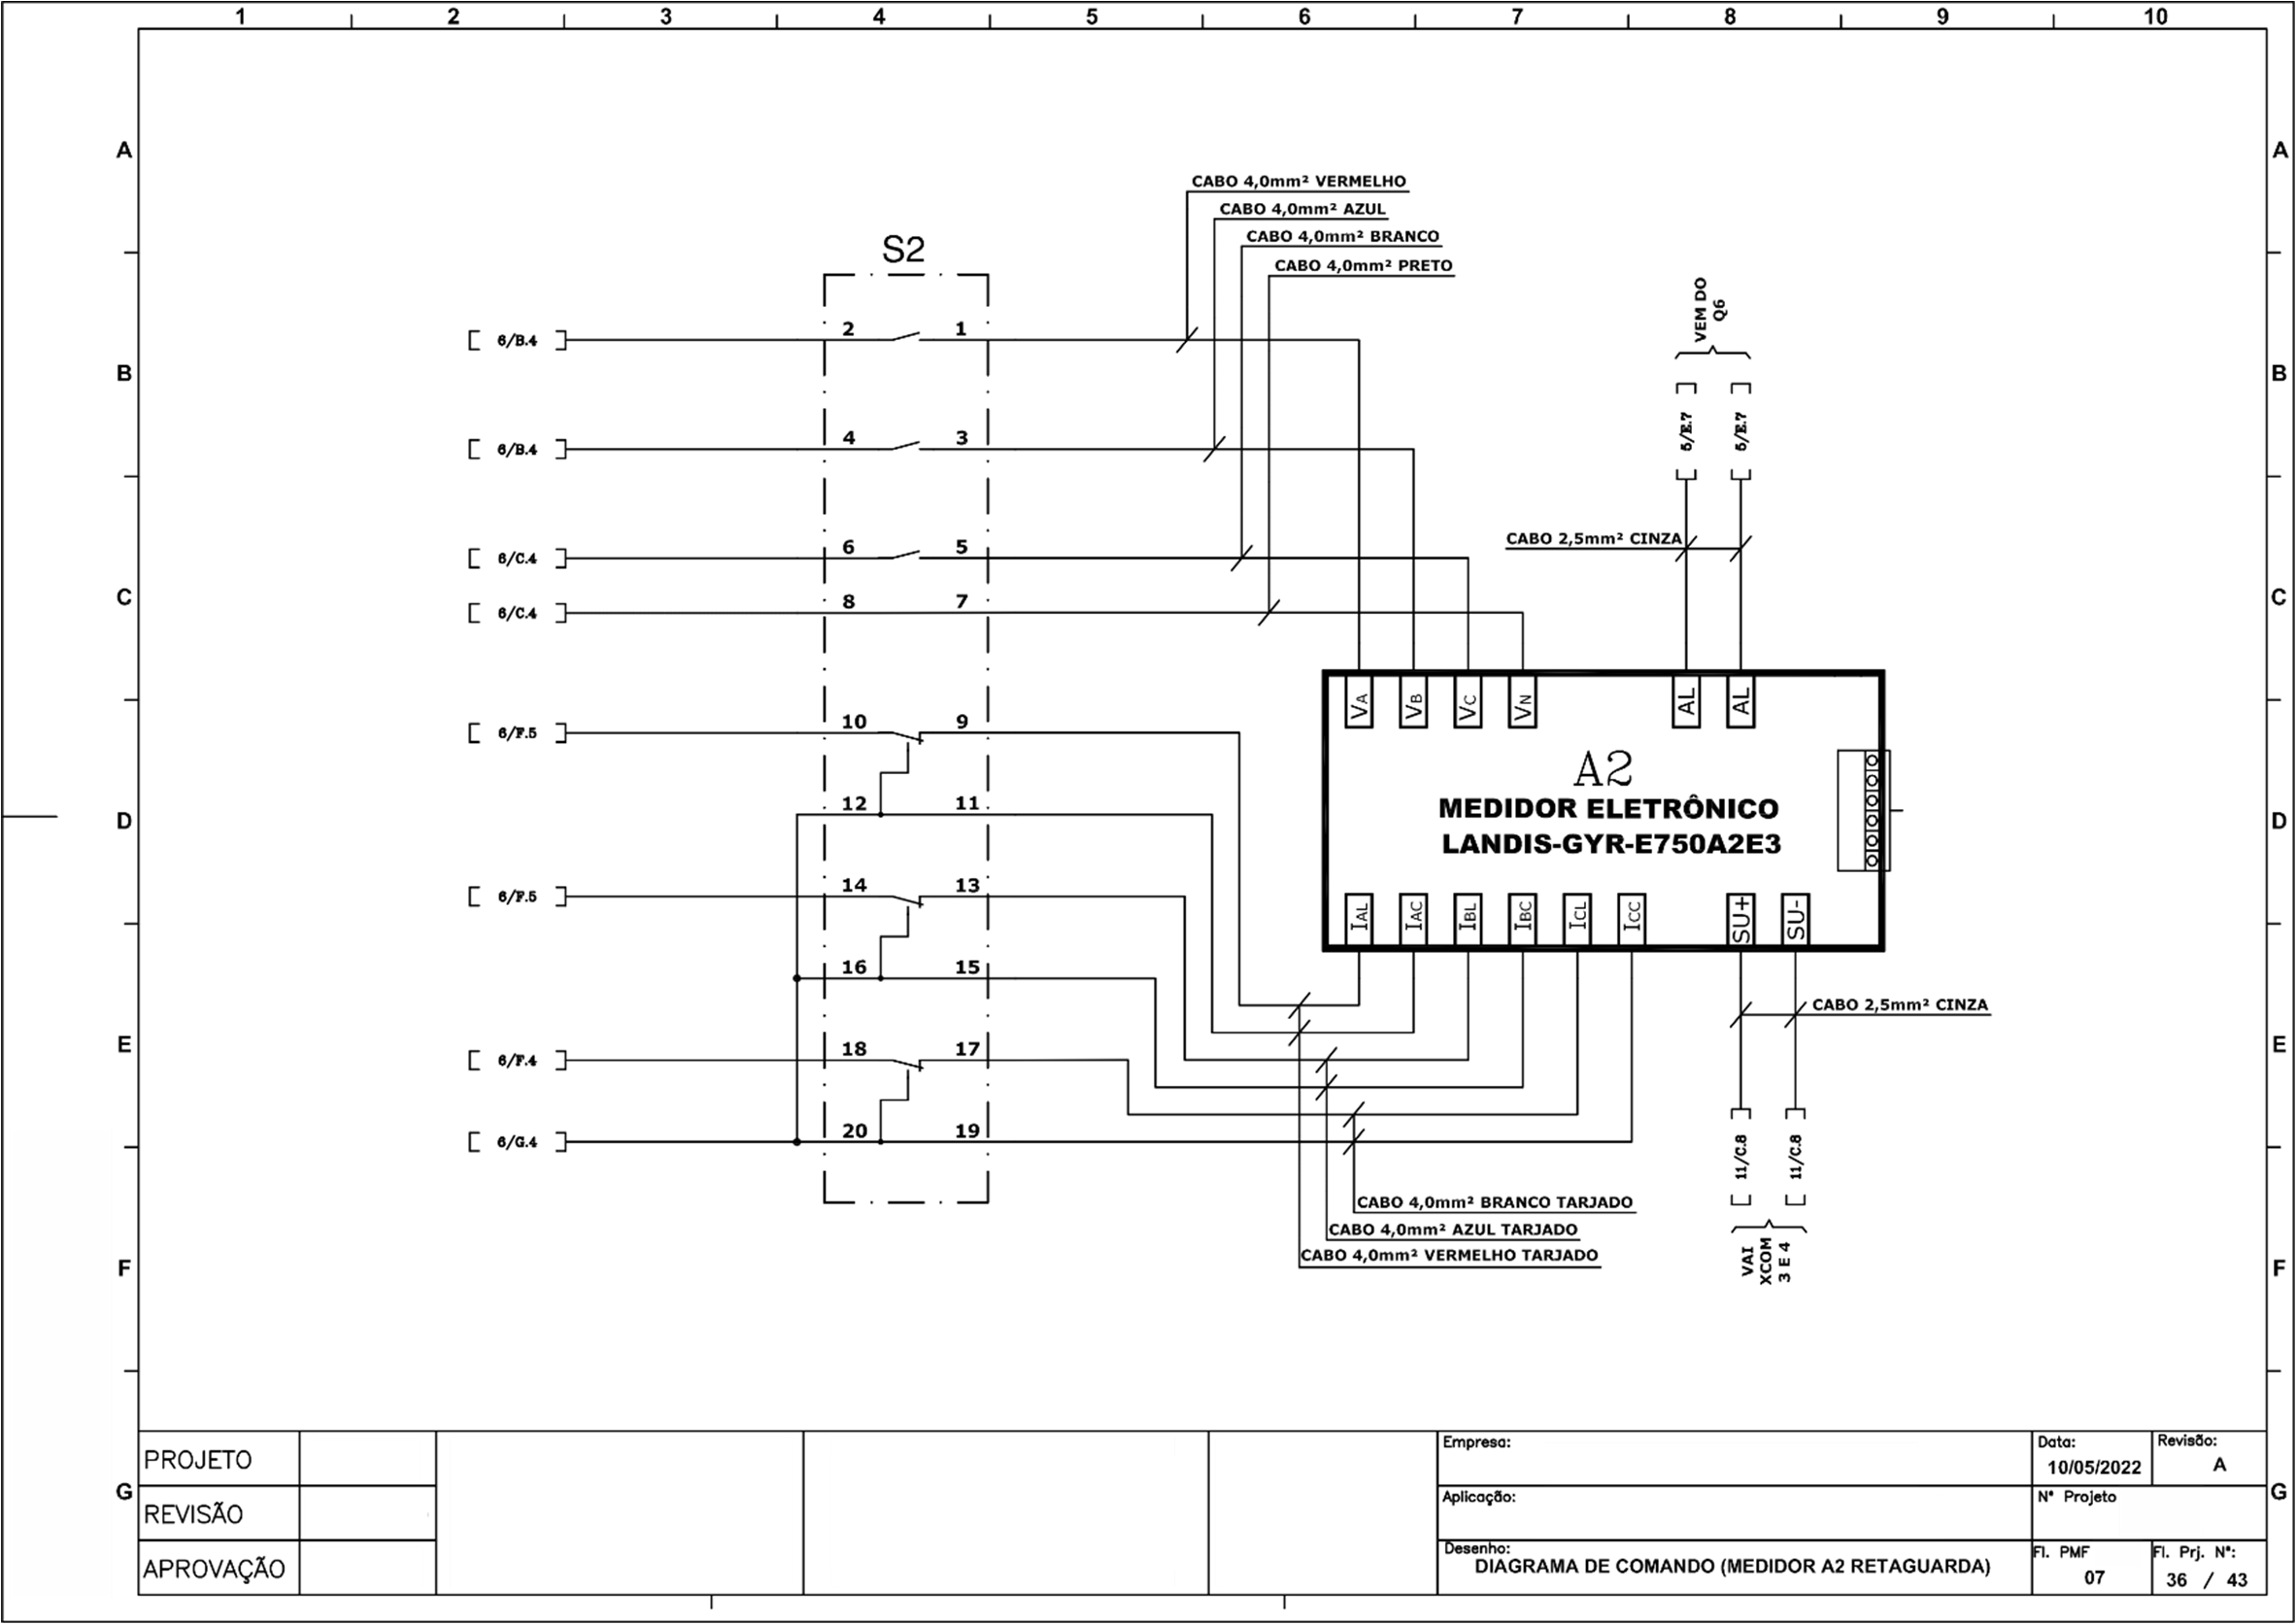 1 2 3 4 5 6 7 8 9 10
A A
CABO 4,0mm² VERMELHO
CABO 4,0mm² AZUL
CABO 4,0mm² BRANCO
CABO 4,0mm² PRETO
S2
VEM DO
Q6
6/B.4 2 1
B B
5/E.7 5/E.7
6/B.4 4 3
CABO 2,5mm² CINZA
6/C.4 6 5
C C
6/C.4 8 7
VA VB VC VN AL AL
6/F.5 10 9
A2
MEDIDOR ELETRÔNICO
LANDIS-GYR-E750A2E3
12 11
D D
6/F.5 14 13
IAL IAC IBL IBC ICL ICC SU+ SU-
16 15
CABO 2,5mm² CINZA
E E
6/F.4 18 17
6/G.4 20 19
11/C.8 11/C.8
CABO 4,0mm² BRANCO TARJADO
CABO 4,0mm² AZUL TARJADO
CABO 4,0mm² VERMELHO TARJADO
VAI
XCOM
3 E 4
F F
PROJETO
REVISÃO
APROVAÇÃO
G G
Empresa:
Data:
10/05/2022
Revisão:
A
Aplicação:
N° Projeto
Desenho:
DIAGRAMA DE COMANDO (MEDIDOR A2 RETAGUARDA)
Fl. PMF
07
Fl. Prj. N°:
36 / 43